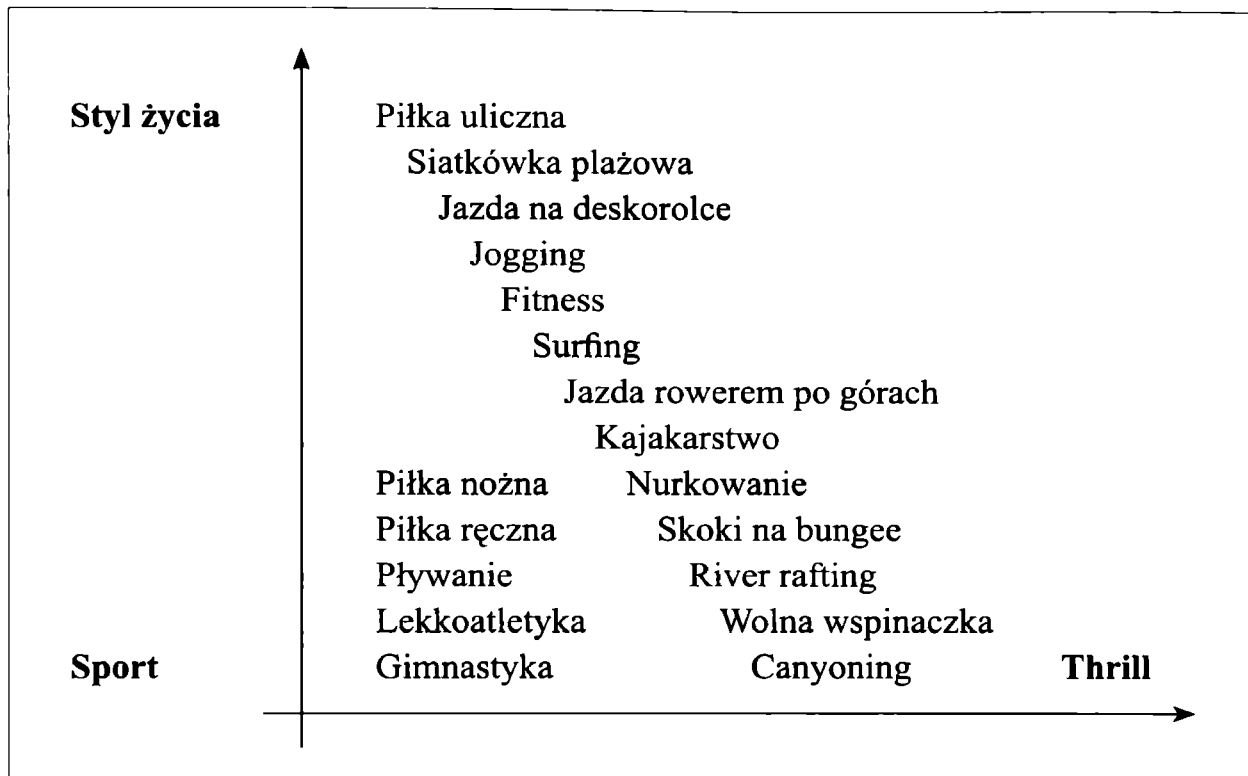 Styl życia Piłka uliczna
Siatkówka plażowa
Jazda na deskorolce
Jogging
Fitness
Surfing
Jazda rowerem po górach
Kajakarstwo
Piłka nożna Nurkowanie
Piłka ręczna Skoki na bungee
Pływanie River rafting
Lekkoatletyka Wolna wspinaczka
Sport Gimnastyka Canyoning Thrill